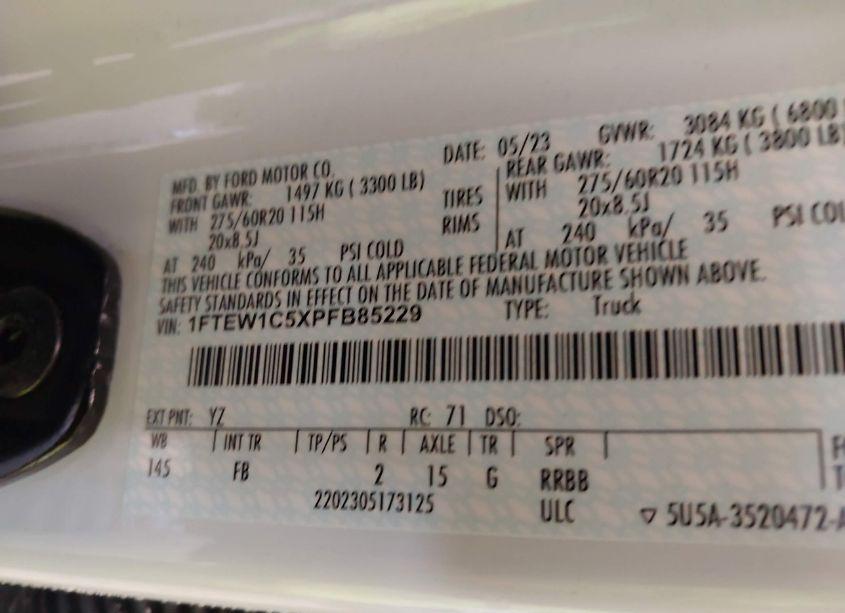 MFD. BY FORD MOTOR CO.
DATE: 05/23 GVWR: 3084 KG ( 6800
FRONT GAWR: 1497 KG ( 3300 LB) REAR GAWR: 1724 KG ( 3800 LB)
WITH 275/60R20 115H TIRES WITH 275/60R20 115H
20x8.5J RIMS 20x8.5J
AT 240 kPa/ 35 PSI COLD AT 240 kPa/ 35 PSI COL
THIS VEHICLE CONFORMS TO ALL APPLICABLE FEDERAL MOTOR VEHICLE
SAFETY STANDARDS IN EFFECT ON THE DATE OF MANUFACTURE SHOWN ABOVE.
VIN: 1FTEW1C5XPFB85229 TYPE: Truck
EXT PNT: YZ RC: 71 DSO:
WB INT TR TP/PS R AXLE TR SPR
145 FB 2 15 G RRBB
2202305173125 ULC ▽ 5U5A-3520472-A